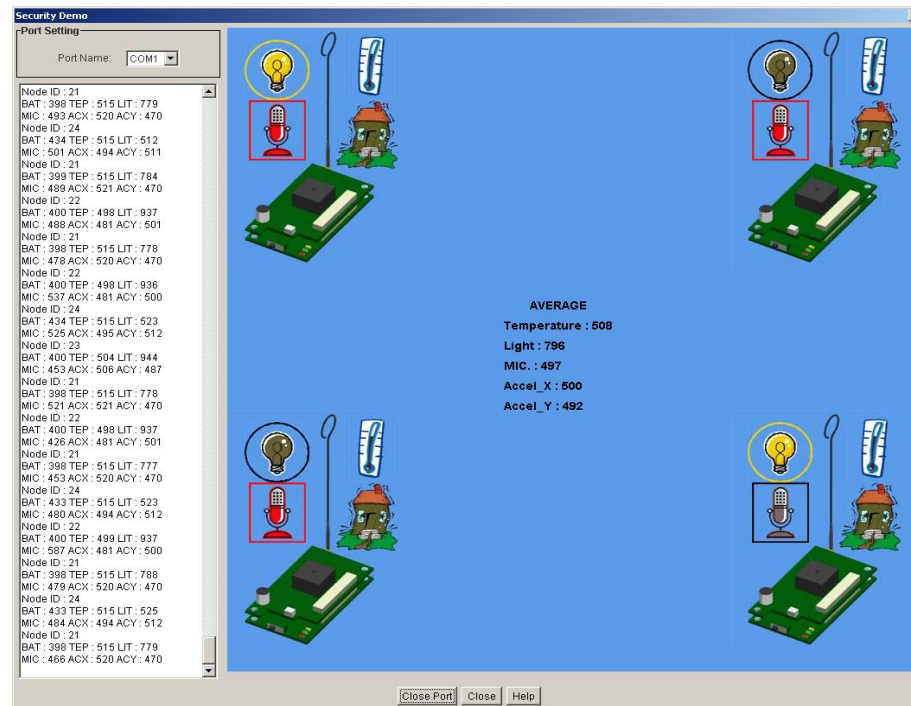 Security Demo
Port Setting
Port Name: COM1
Node ID : 21
BAT : 398 TEP : 515 LIT : 779
MIC : 493 ACX : 520 ACY : 470
Node ID : 24
BAT : 434 TEP : 515 LIT : 512
MIC : 501 ACX : 494 ACY : 511
Node ID : 21
BAT : 399 TEP : 515 LIT : 784
MIC : 489 ACX : 521 ACY : 470
Node ID : 22
BAT : 400 TEP : 498 LIT : 937
MIC : 488 ACX : 481 ACY : 501
Node ID : 21
BAT : 398 TEP : 515 LIT : 778
MIC : 478 ACX : 520 ACY : 470
Node ID : 22
BAT : 400 TEP : 498 LIT : 936
MIC : 537 ACX : 481 ACY : 500
Node ID : 24
BAT : 434 TEP : 515 LIT : 523
MIC : 525 ACX : 495 ACY : 512
Node ID : 23
BAT : 400 TEP : 504 LIT : 944
MIC : 453 ACX : 506 ACY : 487
Node ID : 21
BAT : 398 TEP : 515 LIT : 778
MIC : 521 ACX : 521 ACY : 470
Node ID : 22
BAT : 400 TEP : 498 LIT : 937
MIC : 426 ACX : 481 ACY : 501
Node ID : 21
BAT : 398 TEP : 515 LIT : 777
MIC : 453 ACX : 520 ACY : 470
Node ID : 24
BAT : 433 TEP : 515 LIT : 523
MIC : 480 ACX : 494 ACY : 512
Node ID : 22
BAT : 400 TEP : 499 LIT : 937
MIC : 587 ACX : 481 ACY : 500
Node ID : 21
BAT : 398 TEP : 515 LIT : 788
MIC : 479 ACX : 520 ACY : 470
Node ID : 24
BAT : 433 TEP : 515 LIT : 525
MIC : 484 ACX : 494 ACY : 512
Node ID : 21
BAT : 398 TEP : 515 LIT : 779
MIC : 466 ACX : 520 ACY : 470
AVERAGE
Temperature : 508
Light : 796
MIC. : 497
Accel_X : 500
Accel_Y : 492
Close Port Close Help